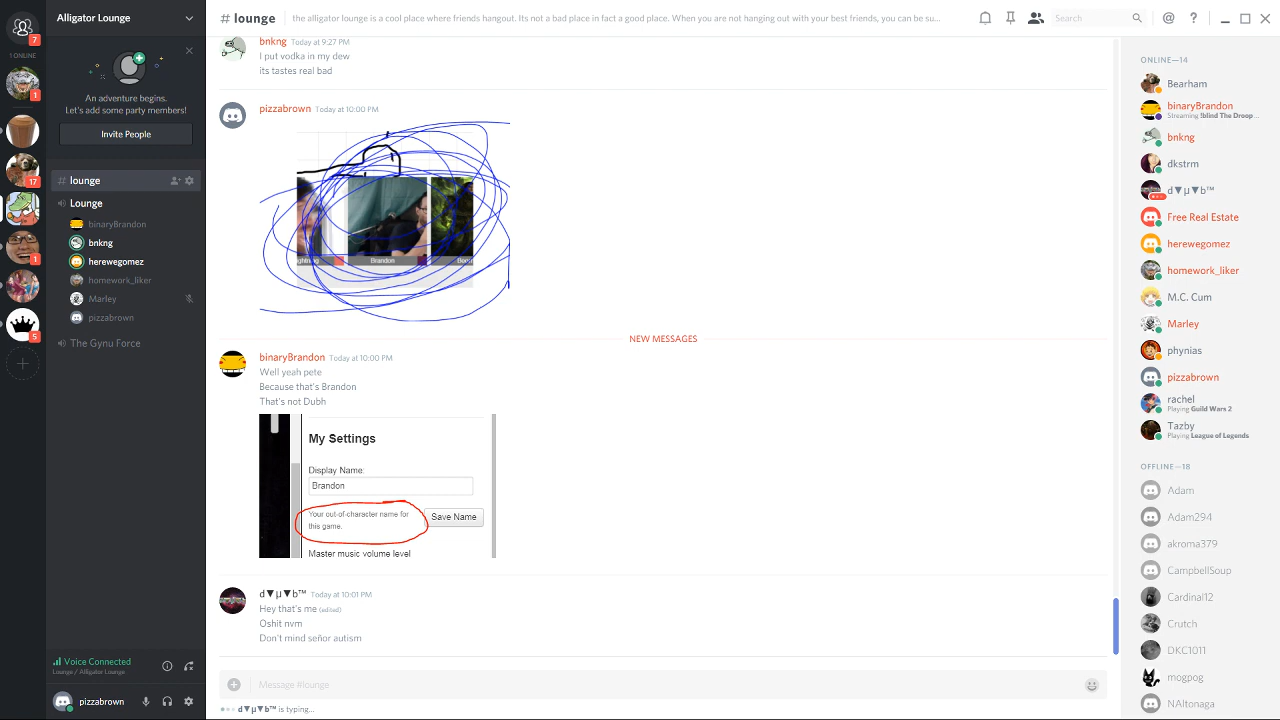 Alligator Lounge
# lounge
the alligator lounge is a cool place where friends hangout. Its not a bad place in fact a good place. When you are not hanging out with your best friends, you can be su...
Search
7
1 ONLINE
1
17
1
5
An adventure begins.
Let's add some party members!
Invite People
# lounge
Lounge
binaryBrandon
bnkng
herewegomez
homework_liker
Marley
pizzabrown
The Gynu Force
Voice Connected
Lounge / Alligator Lounge
pizzabrown
bnkng Today at 9:27 PM
I put vodka in my dew
its tastes real bad
pizzabrown Today at 10:00 PM
Brandon
NEW MESSAGES
binaryBrandon Today at 10:00 PM
Well yeah pete
Because that's Brandon
That's not Dubh
My Settings
Display Name:
Brandon
Your out-of-character name for
this game.
Save Name
Master music volume level
d▼µ▼b™ Today at 10:01 PM
Hey that's me (edited)
Oshit nvm
Don't mind señor autism
Message #lounge
d▼µ▼b™ is typing...
ONLINE—14
Bearham
binaryBrandon
Streaming !blind The Droop ...
bnkng
dkstrm
d▼µ▼b™
Free Real Estate
herewegomez
homework_liker
M.C. Cum
Marley
phynias
pizzabrown
rachel
Playing Guild Wars 2
Tazby
Playing League of Legends
OFFLINE—18
Adam
Adam294
akroma379
CampbellSoup
Cardinal12
Crutch
DKC1011
mogpog
NAltonaga